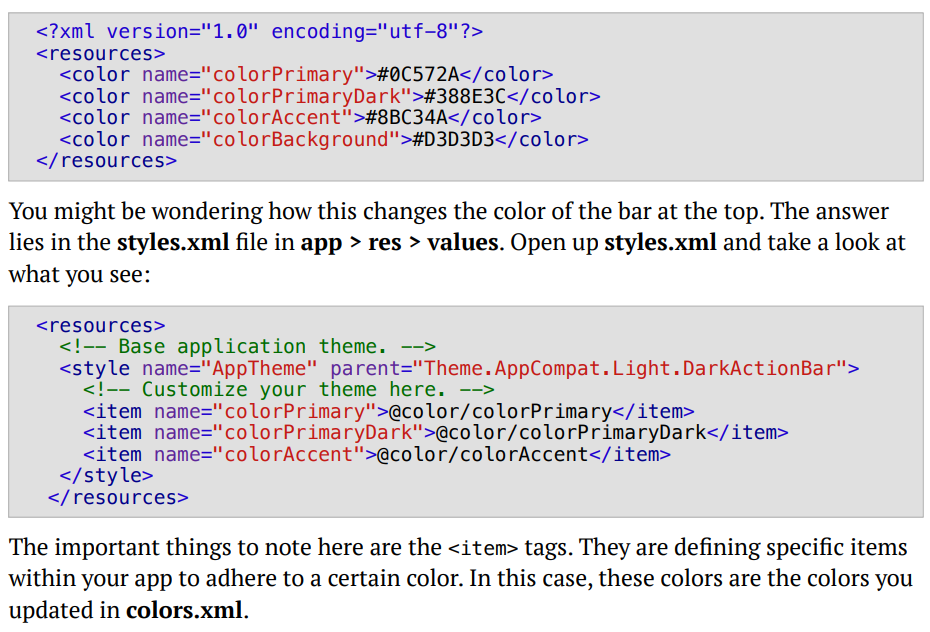 <?xml version="1.0" encoding="utf-8"?>
<resources>
  <color name="colorPrimary">#0C572A</color>
  <color name="colorPrimaryDark">#388E3C</color>
  <color name="colorAccent">#8BC34A</color>
  <color name="colorBackground">#D3D3D3</color>
</resources>
You might be wondering how this changes the color of the bar at the top. The answer
lies in the styles.xml file in app > res > values. Open up styles.xml and take a look at
what you see:
<resources>
  <!-- Base application theme. -->
  <style name="AppTheme" parent="Theme.AppCompat.Light.DarkActionBar">
    <!-- Customize your theme here. -->
    <item name="colorPrimary">@color/colorPrimary</item>
    <item name="colorPrimaryDark">@color/colorPrimaryDark</item>
    <item name="colorAccent">@color/colorAccent</item>
  </style>
 </resources>
The important things to note here are the <item> tags. They are defining specific items
within your app to adhere to a certain color. In this case, these colors are the colors you
updated in colors.xml.